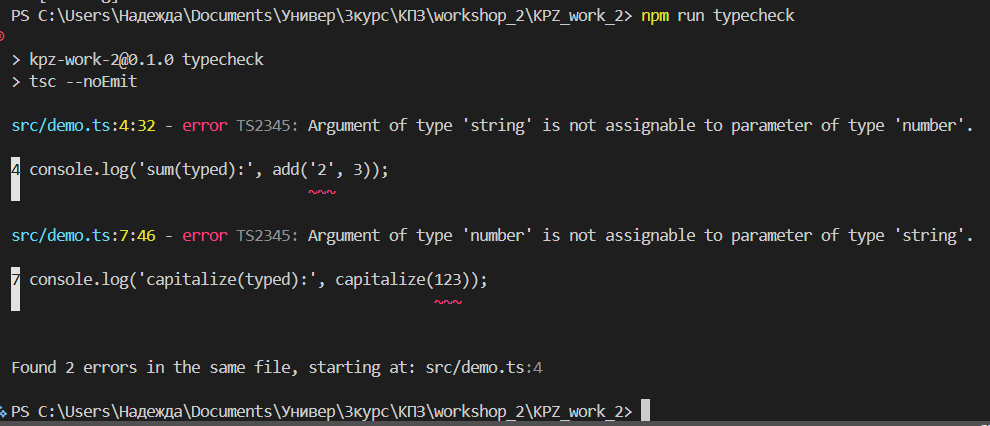 PS C:\Users\Надежда\Documents\Универ\3курс\КПЗ\workshop_2\KPZ_work_2> npm run typecheck
> kpz-work-2@0.1.0 typecheck
> tsc --noEmit
src/demo.ts:4:32 - error TS2345: Argument of type 'string' is not assignable to parameter of type 'number'.
4 console.log('sum(typed):', add('2', 3));
~~~
src/demo.ts:7:46 - error TS2345: Argument of type 'number' is not assignable to parameter of type 'string'.
7 console.log('capitalize(typed):', capitalize(123));
~~~
Found 2 errors in the same file, starting at: src/demo.ts:4
PS C:\Users\Надежда\Documents\Универ\3курс\КПЗ\workshop_2\KPZ_work_2>